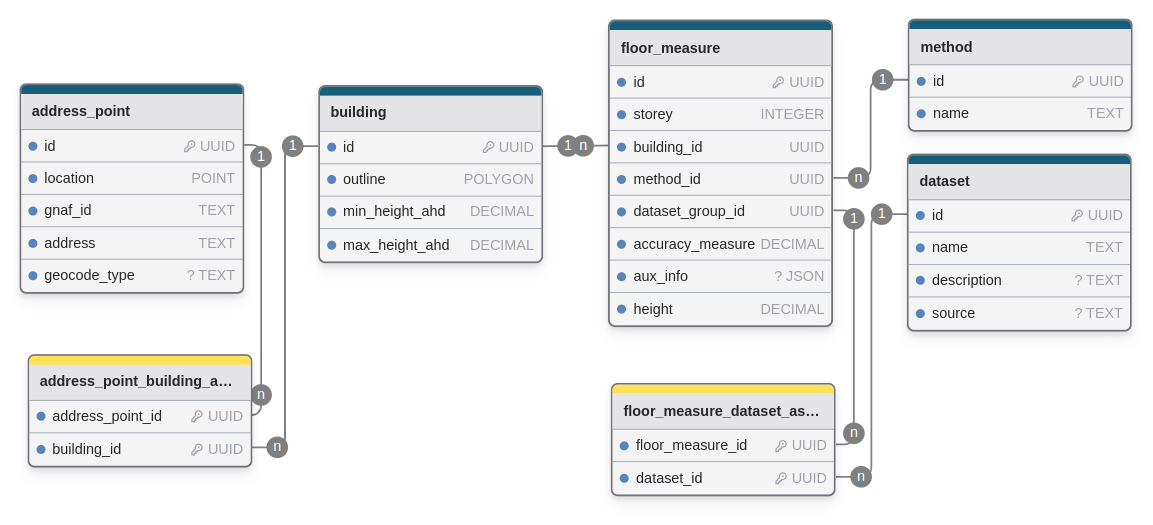 address_point
id UUID
location POINT
gnaf_id TEXT
address TEXT
geocode_type ? TEXT
address_point_building_a...
address_point_id UUID
building_id UUID
1
n
1
n
building
id UUID
outline POLYGON
min_height_ahd DECIMAL
max_height_ahd DECIMAL
1 n
floor_measure
id UUID
storey INTEGER
building_id UUID
method_id UUID
dataset_group_id UUID
accuracy_measure DECIMAL
aux_info ? JSON
height DECIMAL
floor_measure_dataset_as...
floor_measure_id UUID
dataset_id UUID
1
n
1
1
n
n
method
id UUID
name TEXT
dataset
id UUID
name TEXT
description ? TEXT
source ? TEXT